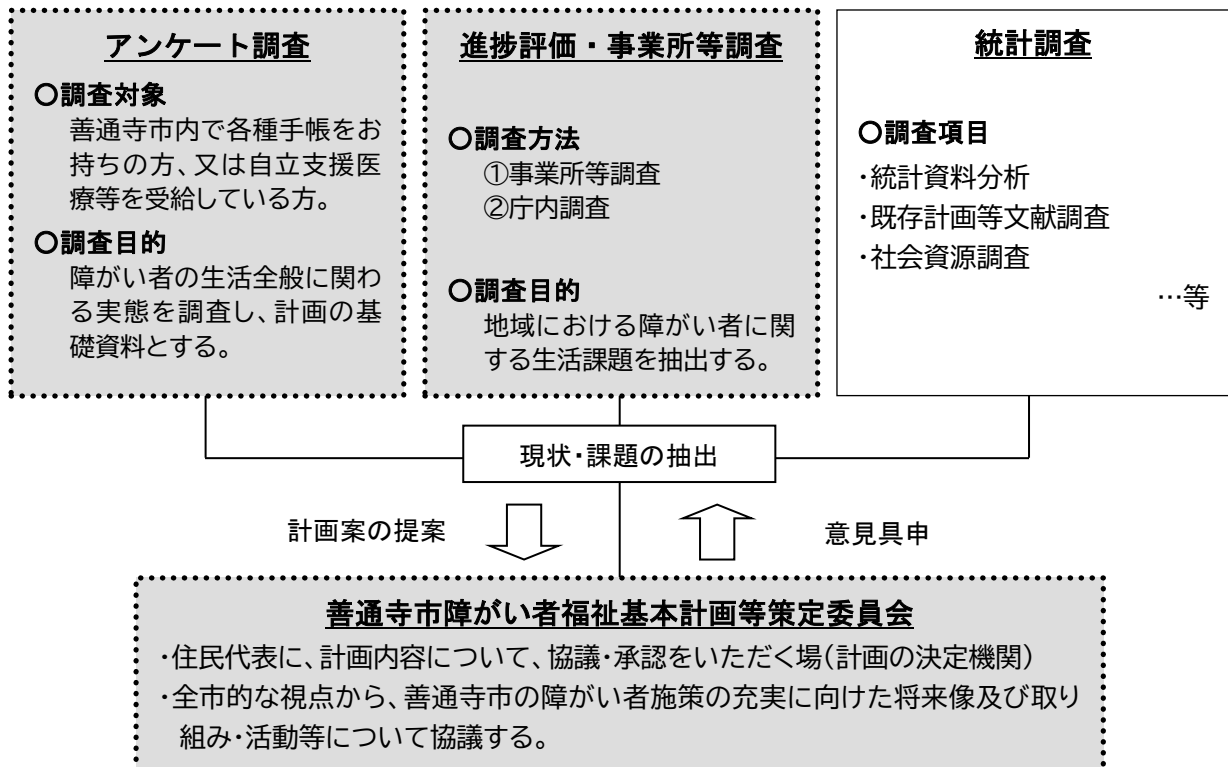 アンケート調査
〇調査対象
善通寺市内で各種手帳をお
持ちの方、又は自立支援医
療等を受給している方。
〇調査目的
障がい者の生活全般に関わ
る実態を調査し、計画の基
礎資料とする。
進捗評価・事業所等調査
〇調査方法
①事業所等調査
②庁内調査
〇調査目的
地域における障がい者に関
する生活課題を抽出する。
統計調査
〇調査項目
・統計資料分析
・既存計画等文献調査
・社会資源調査
…等
現状・課題の抽出
計画案の提案
意見具申
善通寺市障がい者福祉基本計画等策定委員会
・住民代表に、計画内容について、協議・承認をいただく場（計画の決定機関）
・全市的な視点から、善通寺市の障がい者施策の充実に向けた将来像及び取り
組み・活動等について協議する。